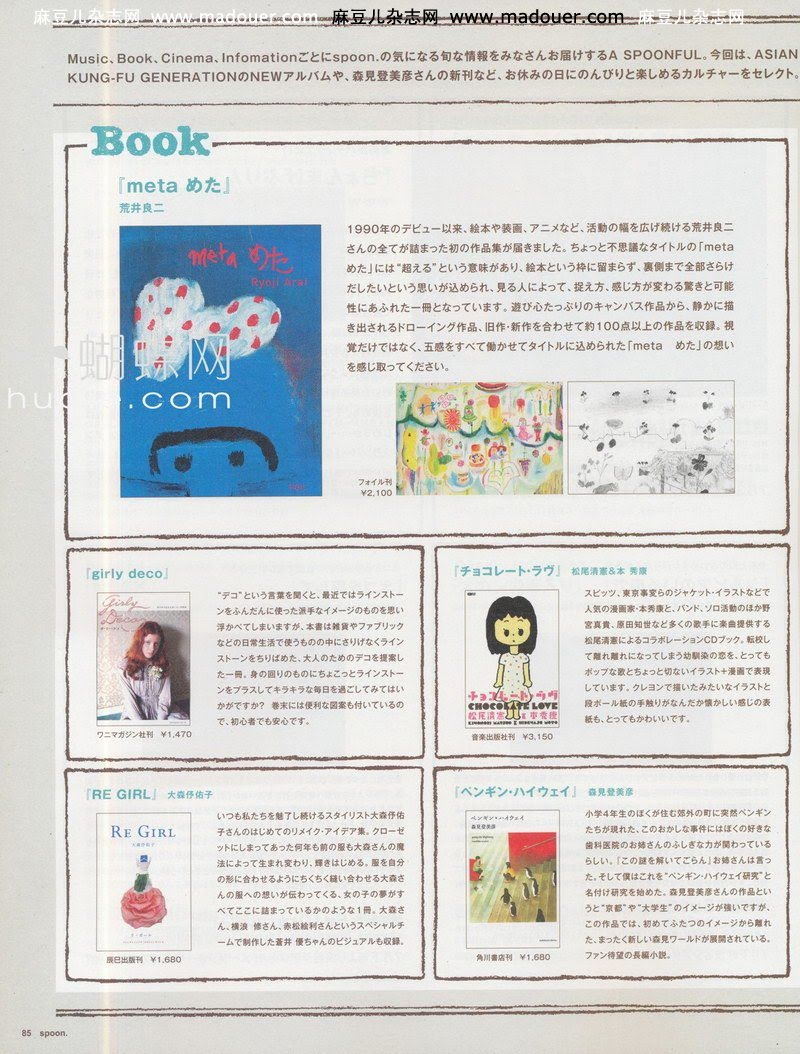 麻豆儿杂志网 www.madouer.com 麻豆儿杂志网 www.madouer.com 麻豆儿杂志网
Music、Book、Cinema、Infomationごとにspoon.の気になる旬な情報をみなさんお届けするA SPOONFUL。今回は、ASIAN
KUNG-FU GENERATIONのNEWアルバムや、森見登美彦さんの新刊など、お休みの日にのんびりと楽しめるカルチャーをセレクト。
Book
『meta めた』
荒井良二
meta めた
Ryoji Arai
1990年のデビュー以来、絵本や装画、アニメなど、活動の幅を広げ続ける荒井良二
さんの全てが詰まった初の作品集が届きました。ちょっと不思議なタイトルの「meta
めた」には“超える”という意味があり、絵本という枠に留まらず、裏側まで全部さらけ
だしたいという思いが込められ、見る人によって、捉え方、感じ方が変わる驚きと可能
性にあふれた一冊となっています。遊び心たっぷりのキャンバス作品から、静かに描
き出されるドローイング作品、旧作・新作を合わせて約100点以上の作品を収録。視
覚だけではなく、五感をすべて働かせてタイトルに込められた「meta　めた」の想い
を感じ取ってください。
フォイル刊
¥2,100
蝴蝶网
.com
『girly deco』
Girly
Deco
“デコ”という言葉を聞くと、最近ではラインストー
ンをふんだんに使った派手なイメージのものを思い
浮かべてしまいますが、本書は雑貨やファブリック
などの日常生活で使うものの中にさりげなくライン
ストーンをちりばめた、大人のためのデコを提案し
た一冊。身の回りのものにちょこっとラインストー
ンをプラスしてキラキラな毎日を過ごしてみてはい
かがですか？ 巻末には便利な図案も付いているの
で、初心者でも安心です。
ワニマガジン社刊　¥1,470
『チョコレート・ラヴ』　松尾清憲&本 秀康
チョコレート・ラヴ
CHOCOLATE LOVE
松尾清憲 & 本秀康
KIYONORI MATSUO & HIDEYASU MOTO
スピッツ、東京事変らのジャケット・イラストなどで
人気の漫画家・本秀康と、バンド、ソロ活動のほか野
宮真貴、原田知世など多くの歌手に楽曲提供する
松尾清憲によるコラボレーションCDブック。転校し
て離れ離れになってしまう幼馴染の恋を、とっても
ポップな歌とちょっと切ないイラスト＋漫画で表現
しています。クレヨンで描いたみたいなイラストと
段ボール紙の手触りがなんだか懐かしい感じの表
紙も、とってもかわいいです。
音楽出版社刊　¥3,150
『RE GIRL』　大森伃佑子
RE GIRL
大森伃佑子
リ・ガール
いつも私たちを魅了し続けるスタイリスト大森伃佑
子さんのはじめてのリメイク・アイデア集。クローゼ
ットにしまってあった何年も前の服も大森さんの魔
法によって生まれ変わり、輝きはじめる。服を自分
の形に合わせるようにちくちく縫い合わせる大森さ
んの服への想いが伝わってくる、女の子の夢がす
べてここに詰まっているかのような1冊。大森さ
ん、横浪 修さん、赤松絵利さんというスペシャルチ
ームで制作した蒼井 優ちゃんのビジュアルも収録。
辰巳出版刊　¥1,680
『ペンギン・ハイウェイ』　森見登美彦
ペンギン・ハイウェイ
森見登美彦
小学4年生のぼくが住む郊外の町に突然ペンギン
たちが現れた、このおかしな事件にはぼくの好きな
歯科医院のお姉さんのふしぎな力が関わっている
らしい。『この謎を解いてごらん』お姉さんは言っ
た。そして僕はこれを“ペンギン・ハイウェイ研究”と
名付け研究を始めた。森見登美彦さんの作品とい
うと“京都”や“大学生”のイメージが強いですが、
この作品では、初めてふたつのイメージから離れ
た、まったく新しい森見ワールドが展開されている。
ファン待望の長編小説。
角川書店刊　¥1,680
85　spoon.